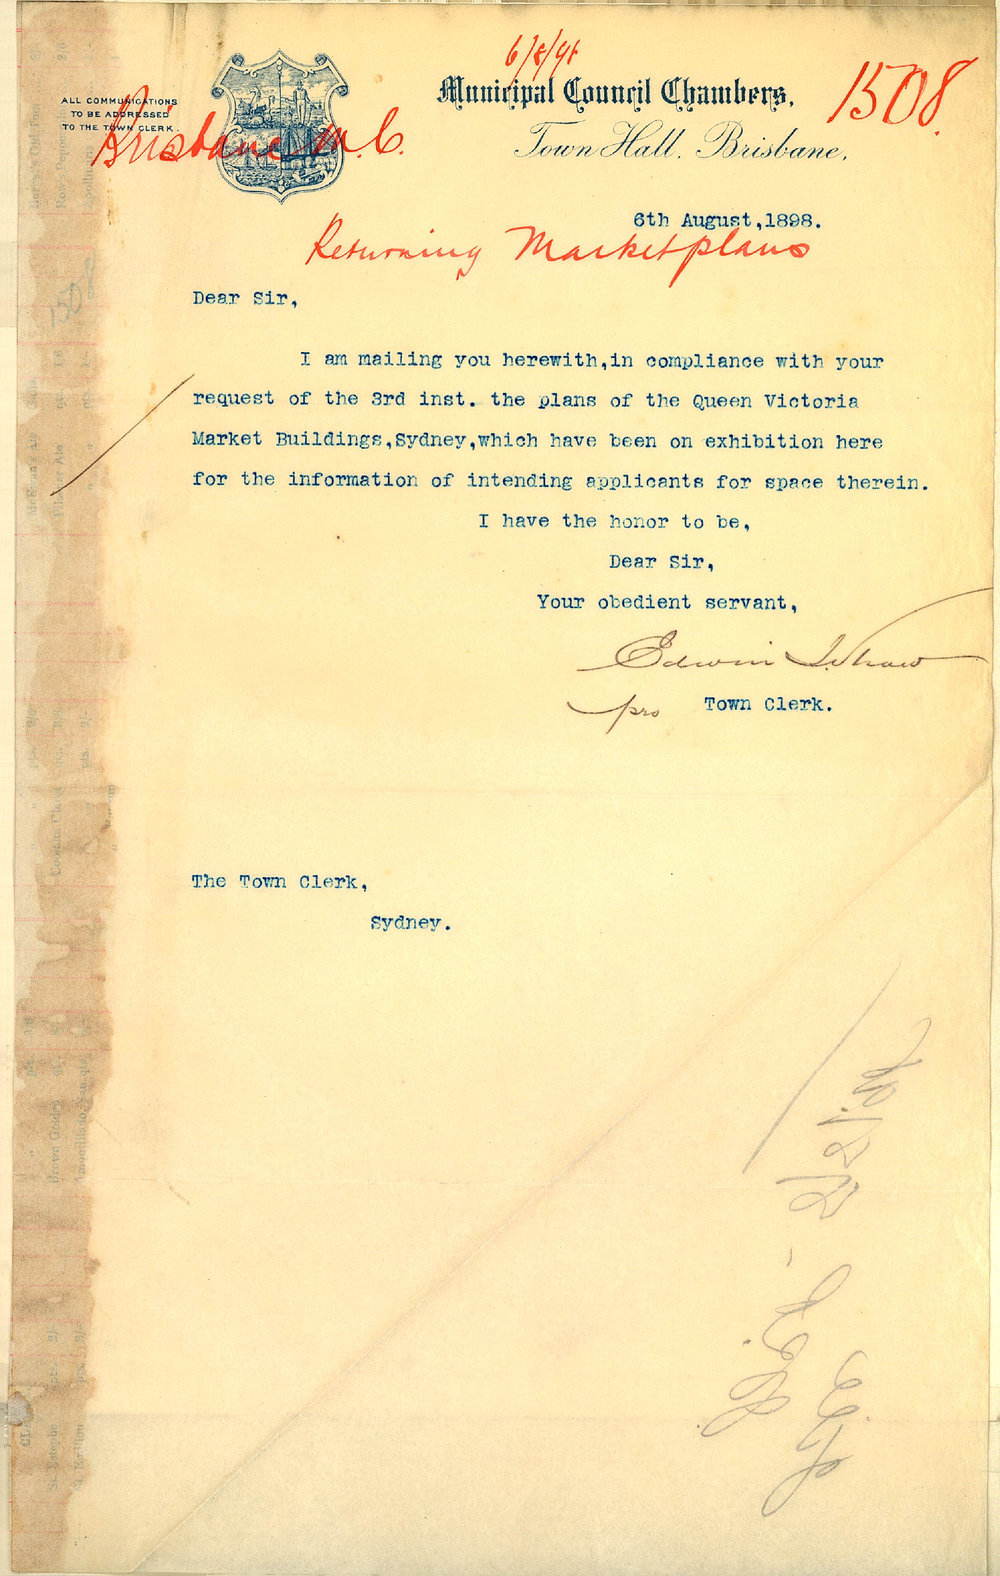 6/8/98
Municipal Council Chambers,
1508.
ALL COMMUNICATIONS
TO BE ADDRESSED
TO THE TOWN CLERK.
Brisbane M.C.
Town Hall, Brisbane,
6th August,1898.
Returning Market plans
Dear Sir,
1508
I am mailing you herewith,in compliance with your
request of the 3rd inst. the plans of the Queen Victoria
Market Buildings,Sydney,which have been on exhibition here
for the information of intending applicants for space therein.
I have the honor to be,
Dear Sir,
Your obedient servant,
Edwin
pro Town Clerk.
The Town Clerk,
Sydney.